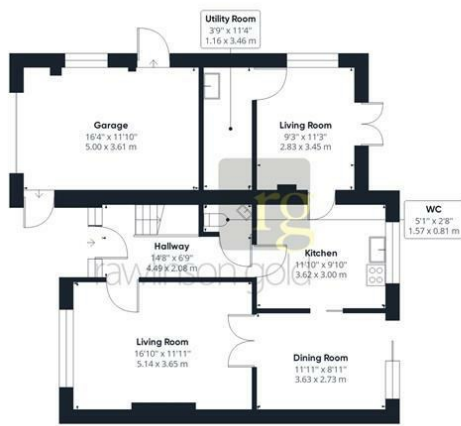 Utility Room
3'9" x 11'4"
1.16 x 3.46 m
Garage
16'4" x 11'10"
5.00 x 3.61 m
Living Room
9'3" x 11'3"
2.83 x 3.45 m
WC
5'1" x 2'8"
1.57 x 0.81 m
rg
Hallway
14'8" x 6'9"
4.49 x 2.08 m
Kitchen
11'10" x 9'10"
3.62 x 3.00 m
rawlinson gold
Living Room
16'10" x 11'11"
5.14 x 3.65 m
Dining Room
11'11" x 8'11"
3.63 x 2.73 m